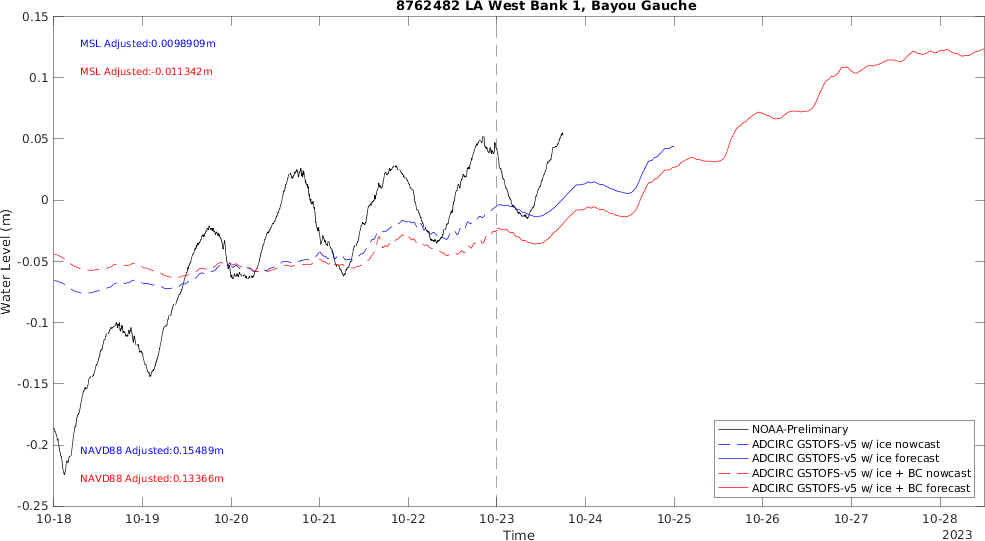 8762482 LA West Bank 1, Bayou Gauche
0.15
0.1
0.05
0
-0.05
-0.1
-0.15
-0.2
-0.25
Water Level (m)
MSL Adjusted:0.0098909m
MSL Adjusted:-0.011342m
NAVD88 Adjusted:0.15489m
NAVD88 Adjusted:0.13366m
NOAA-Preliminary
ADCIRC GSTOFS-v5 w/ ice nowcast
ADCIRC GSTOFS-v5 w/ ice forecast
ADCIRC GSTOFS-v5 w/ ice + BC nowcast
ADCIRC GSTOFS-v5 w/ ice + BC forecast
10-18 10-19 10-20 10-21 10-22 10-23 10-24 10-25 10-26 10-27 10-28
Time
2023